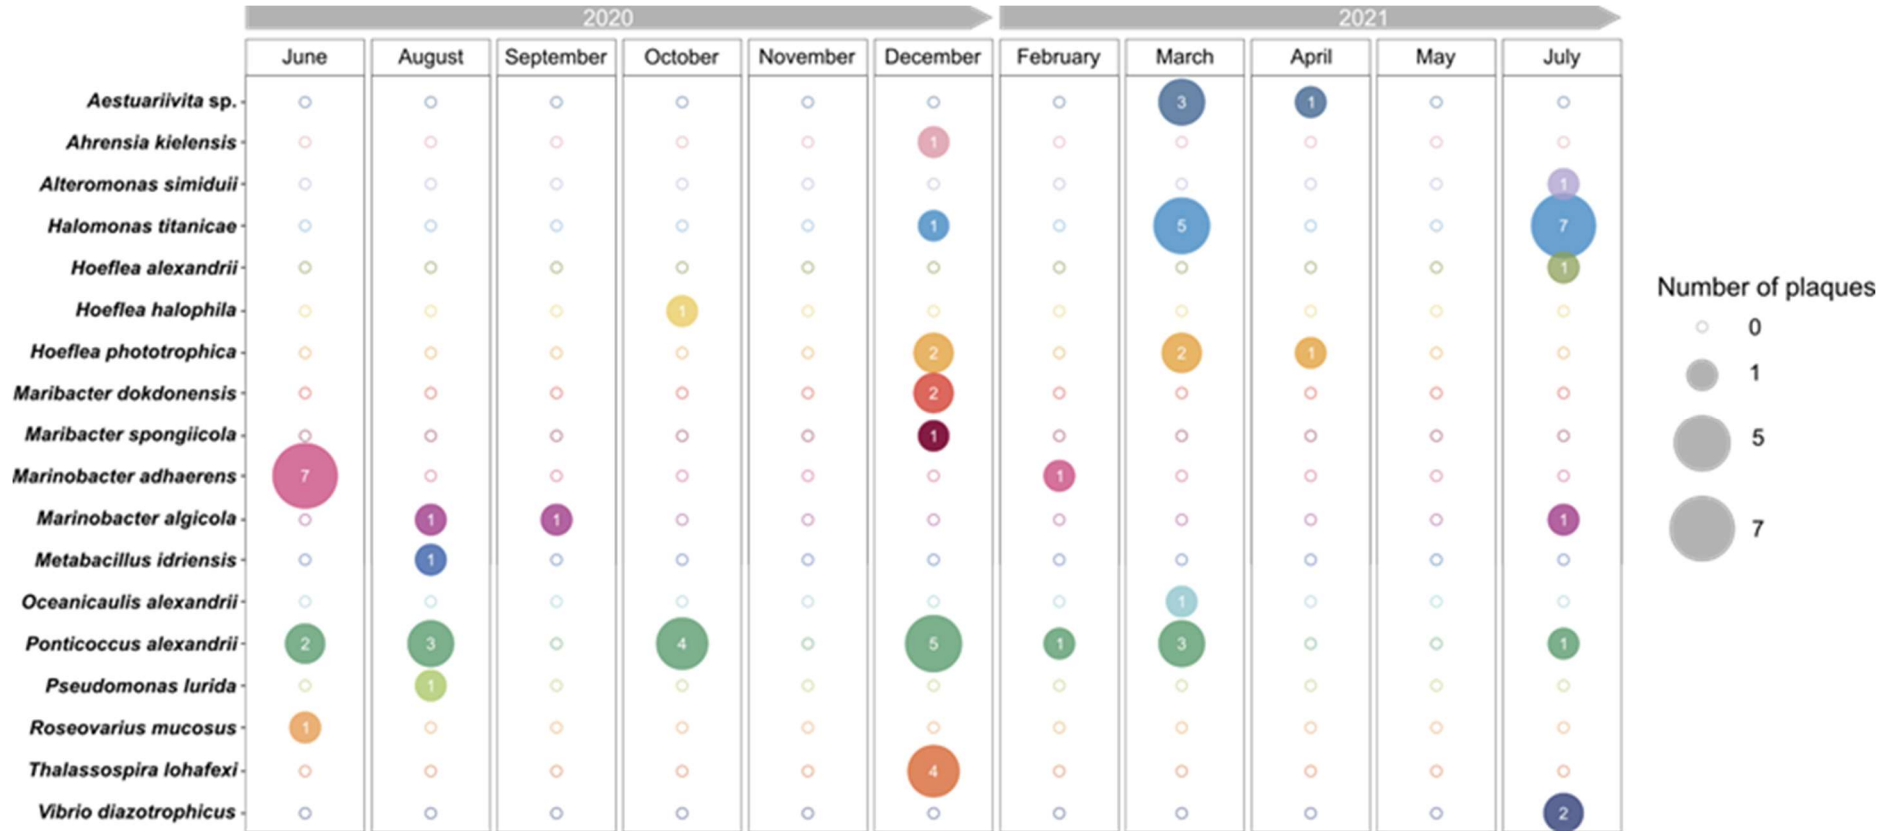 2020 2021
June August September October November December February March April May July
Aestuariivita sp. 3 1
Ahrensia kielensis 1
Alteromonas simiduii 1
Halomonas titanicae 1 5 7
Hoeflea alexandrii 1
Hoeflea halophila 1
Hoeflea phototrophica 2 2 1
Maribacter dokdonensis 2
Maribacter spongiicola 1
Marinobacter adhaerens 7 1
Marinobacter algicola 1 1 1
Metabacillus idriensis 1
Oceanicaulis alexandrii 1
Ponticoccus alexandrii 2 3 4 5 1 3 1
Pseudomonas lurida 1
Roseovarius mucosus 1
Thalassospira lohafexi 4
Vibrio diazotrophicus 2
Number of plaques
0
1
5
7